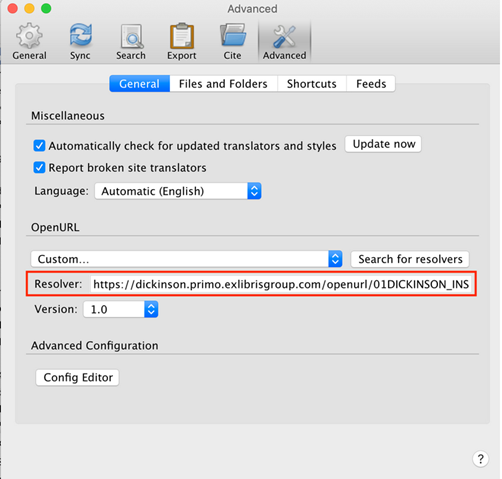 Advanced
General Sync Search Export Cite Advanced
General Files and Folders Shortcuts Feeds
Miscellaneous
Automatically check for updated translators and styles Update now
Report broken site translators
Language: Automatic (English)
OpenURL
Custom... Search for resolvers
Resolver: https://dickinson.primo.exlibrisgroup.com/openurl/01DICKINSON_INS
Version: 1.0
Advanced Configuration
Config Editor
?